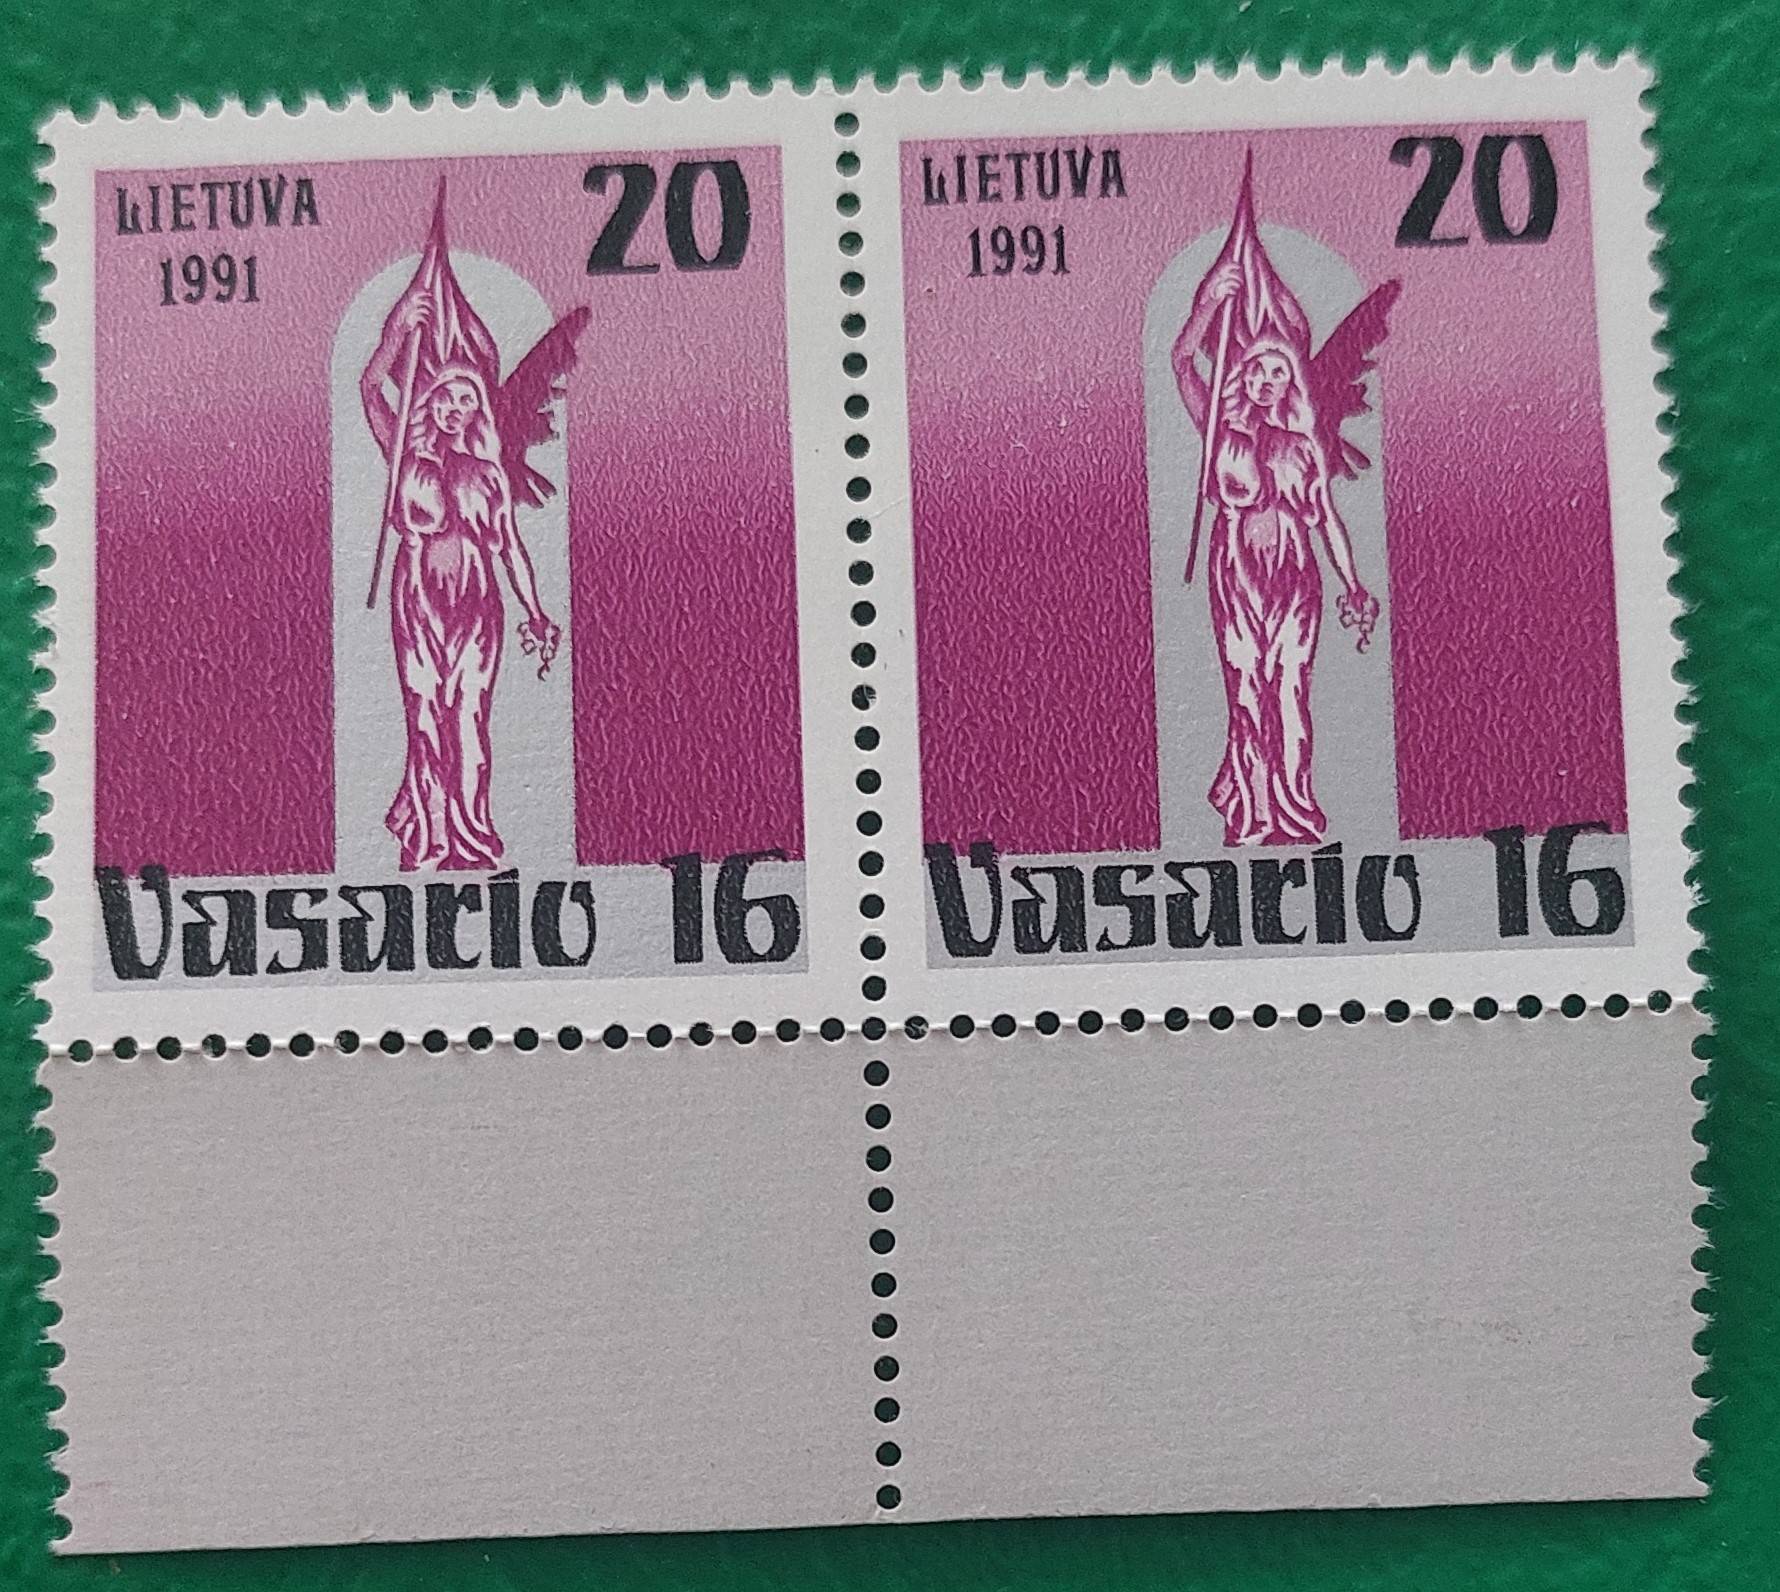 LIETUVA 20
1991
Vasario 16
LIETUVA 20
1991
Vasario 16